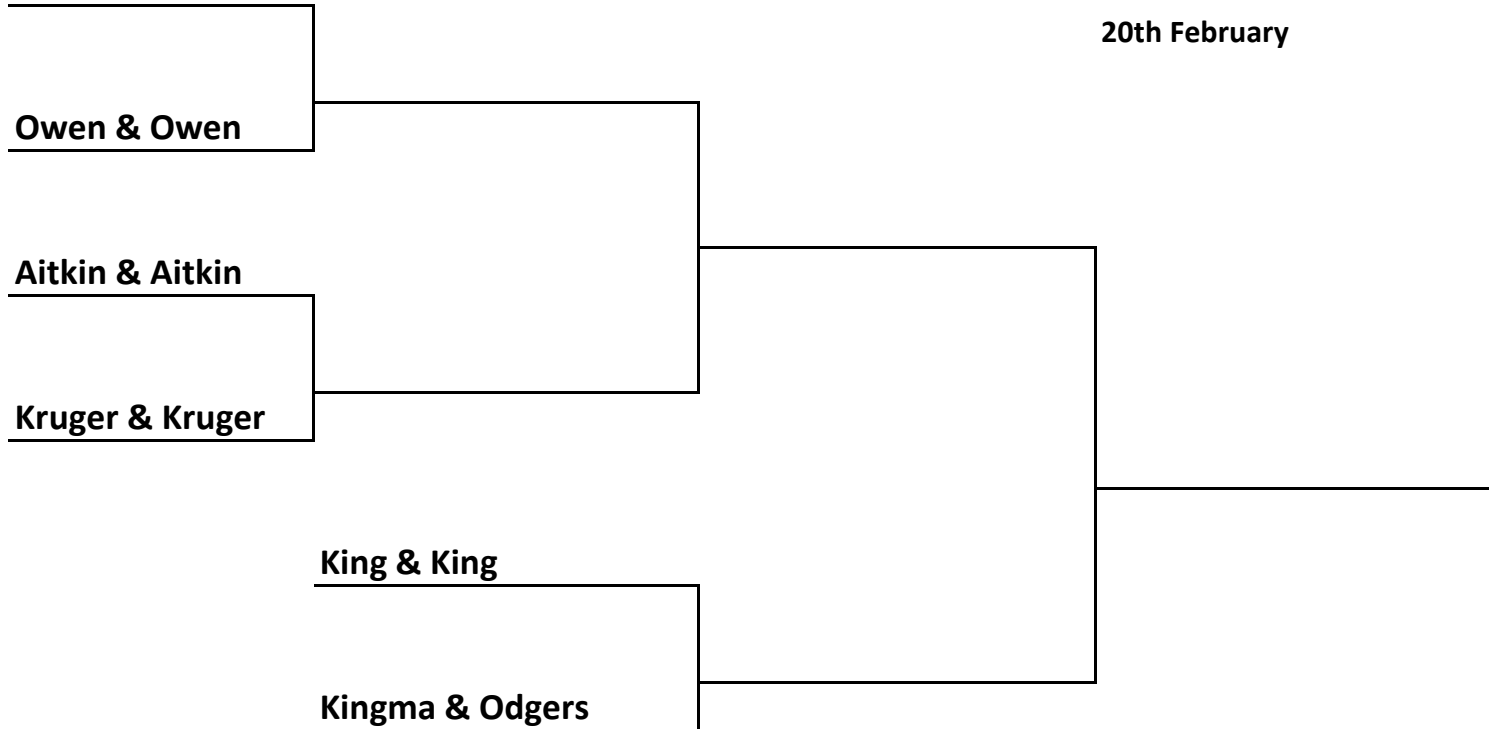 20th February
Owen & Owen
Aitkin & Aitkin
Kruger & Kruger
King & King
Kingma & Odgers